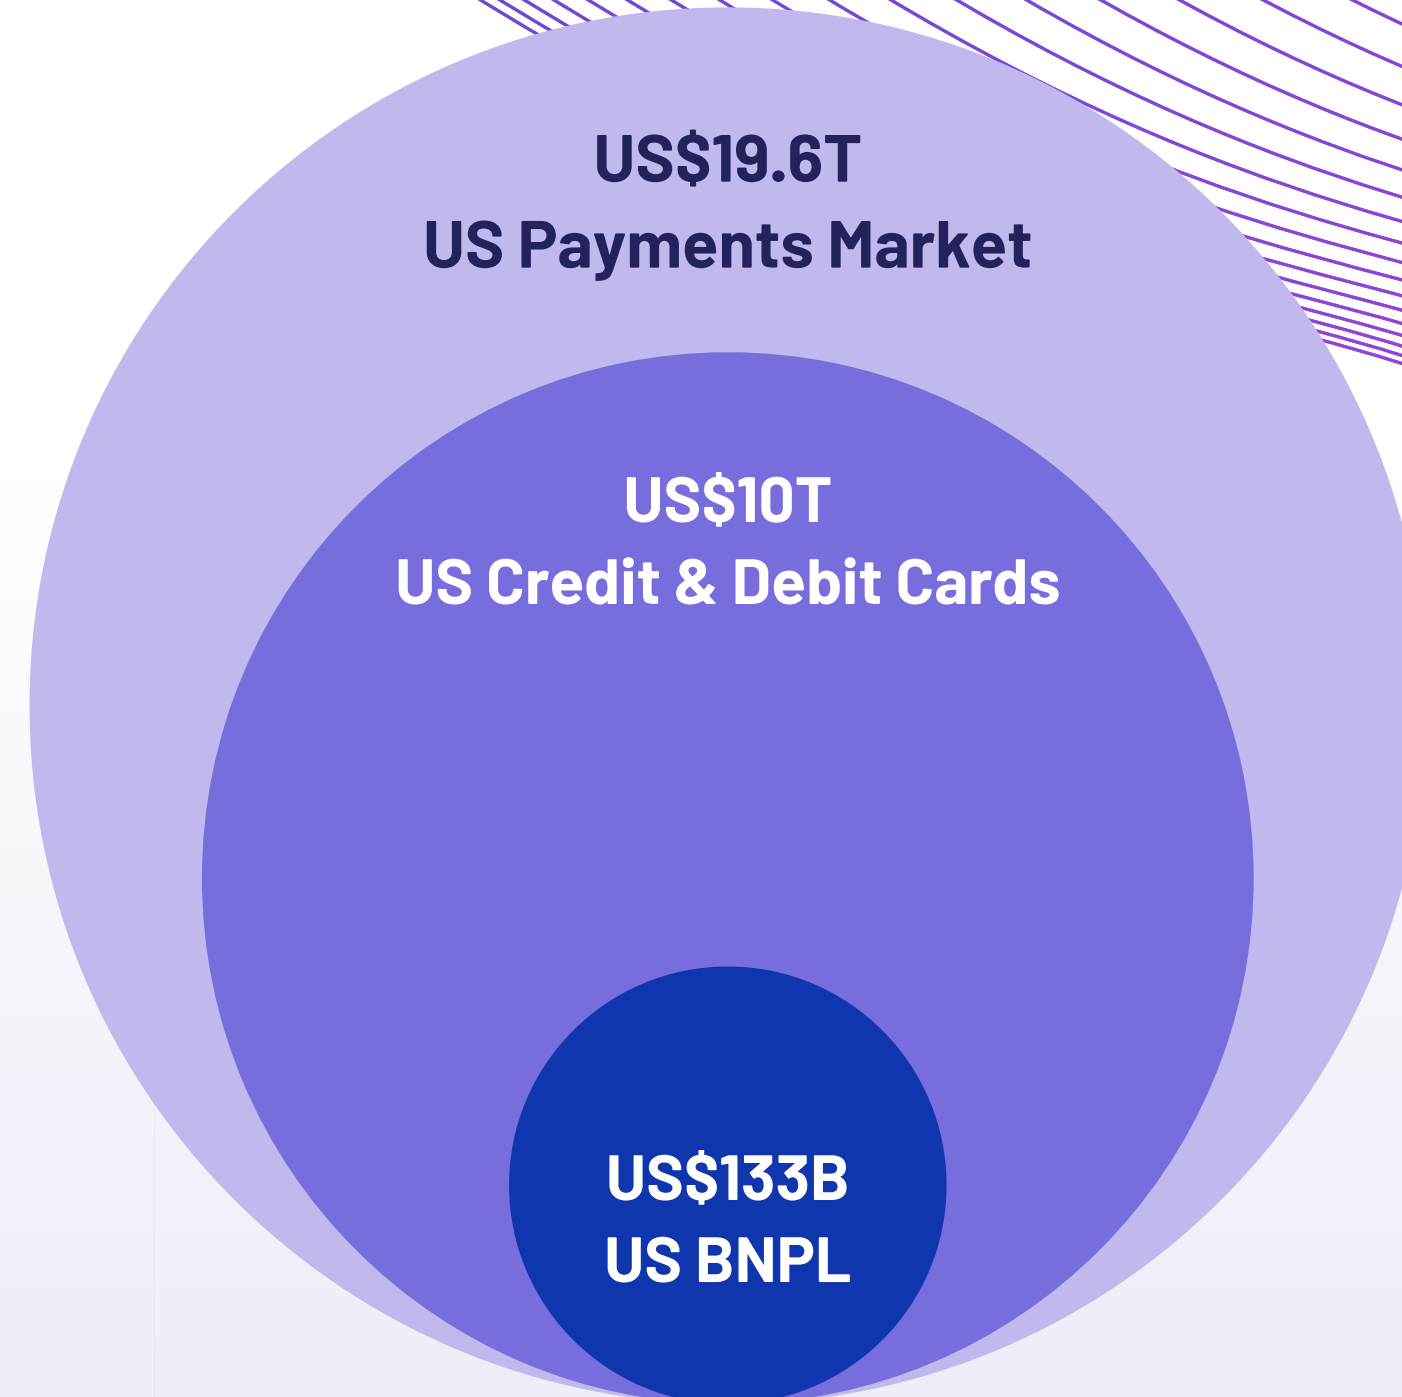 US$19.6T
US Payments Market
US$10T
US Credit & Debit Cards
US$133B
US BNPL